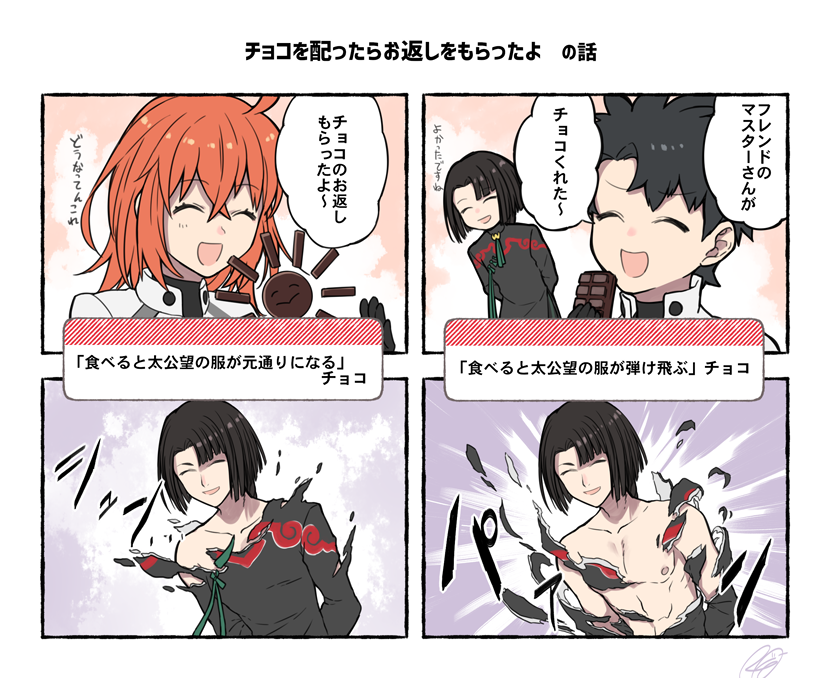 チョコを配ったらお返しをもらったよ　の話
フレンドの
マスターさんが
チョコくれた～
よかったですね
「食べると太公望の服が弾け飛ぶ」チョコ
パァン
チョコのお返し
もらったよ～
どうなってんこれ
「食べると太公望の服が元通りになる」
チョコ
シュッ